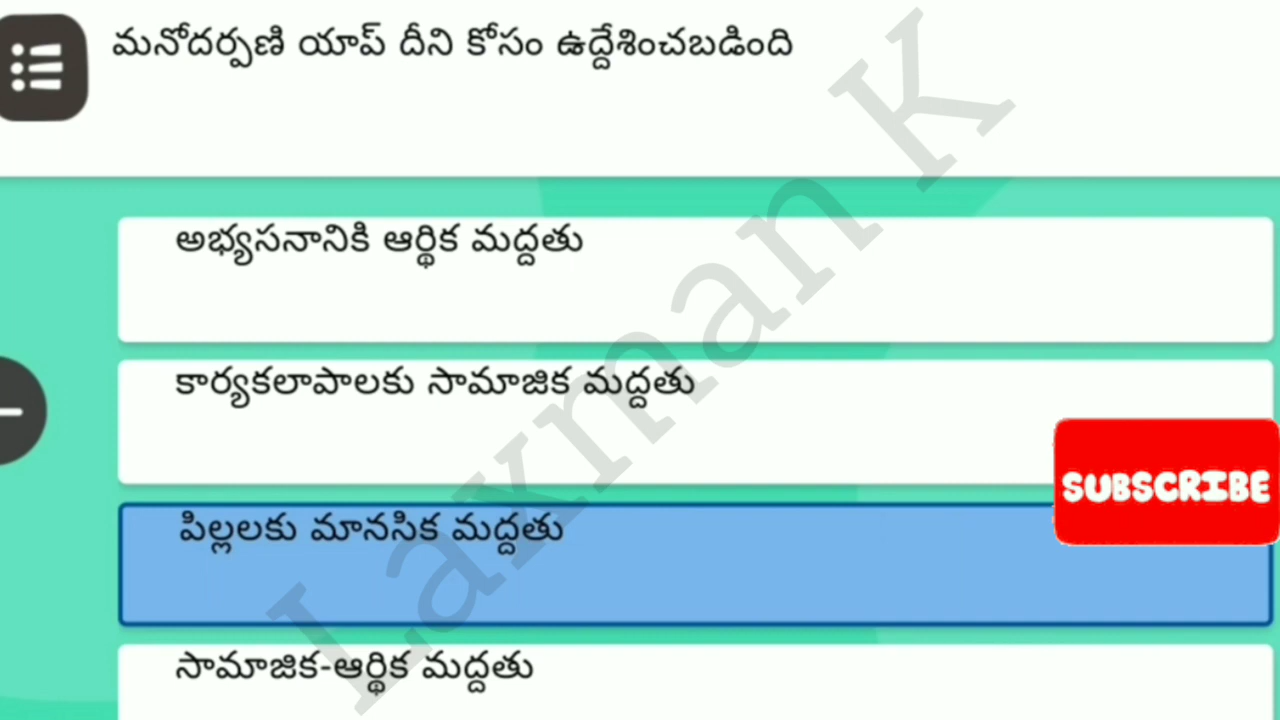 మనోదర్పణి యాప్ దీని కోసం ఉద్దేశించబడింది
అభ్యసనానికి ఆర్థిక మద్దతు
కార్యకలాపాలకు సామాజిక మద్దతు
SUBSCRIBE
పిల్లలకు మానసిక మద్దతు
సామాజిక-ఆర్థిక మద్దతు
Laxman K